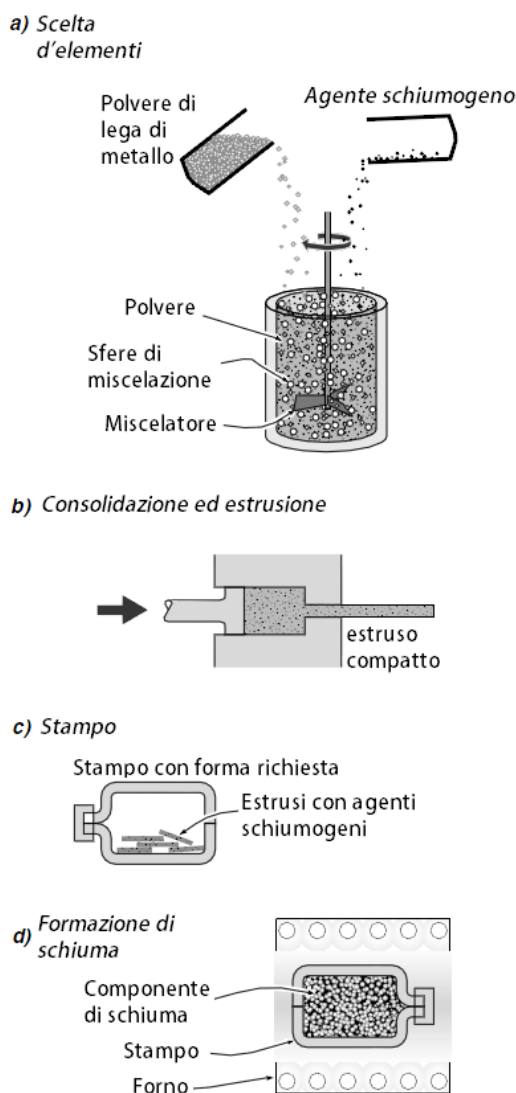 a) Scelta
d'elementi
Polvere di
lega di
metallo
Agente schiumogeno
Polvere
Sfere di
miscelazione
Miscelatore
b) Consolidazione ed estrusione
estruso
compatto
c) Stampo
Stampo con forma richiesta
Estrusi con agenti
schiumogeni
d) Formazione di
schiuma
Componente
di schiuma
Stampo
Forno